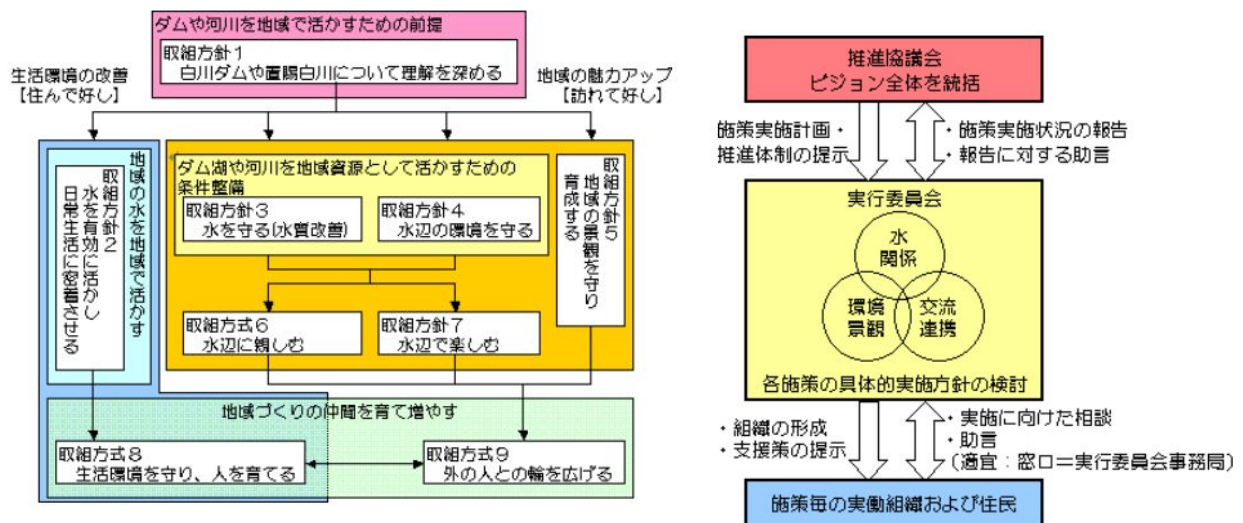 ダムや河川を地域で活かすための前提
取組方針1
白川ダムや置賜白川について理解を深める
生活環境の改善
【住んで好し】
地域の魅力アップ
【訪れて好し】
地域の水を地域で活かす
取組方針2
水を有効に活かし
日常生活に密着させる
ダム湖や河川を地域資源として活かすための
条件整備
取組方針3
水を守る(水質改善)
取組方針4
水辺の環境を守る
取組方針5
地域の景観を守り
育成する
取組方式6
水辺に親しむ
取組方針7
水辺で楽しむ
地域づくりの仲間を育て増やす
取組方式8
生活環境を守り、人を育てる
取組方式9
外の人との輪を広げる
推進協議会
ビジョン全体を統括
施策実施計画・
推進体制の提示
・施策実施状況の報告
・報告に対する助言
実行委員会
水
関係
環境
景観
交流
連携
各施策の具体的実施方針の検討
・組織の形成
・支援策の提示
・実施に向けた相談
・助言
(適宜:窓口=実行委員会事務局)
施策毎の実働組織および住民